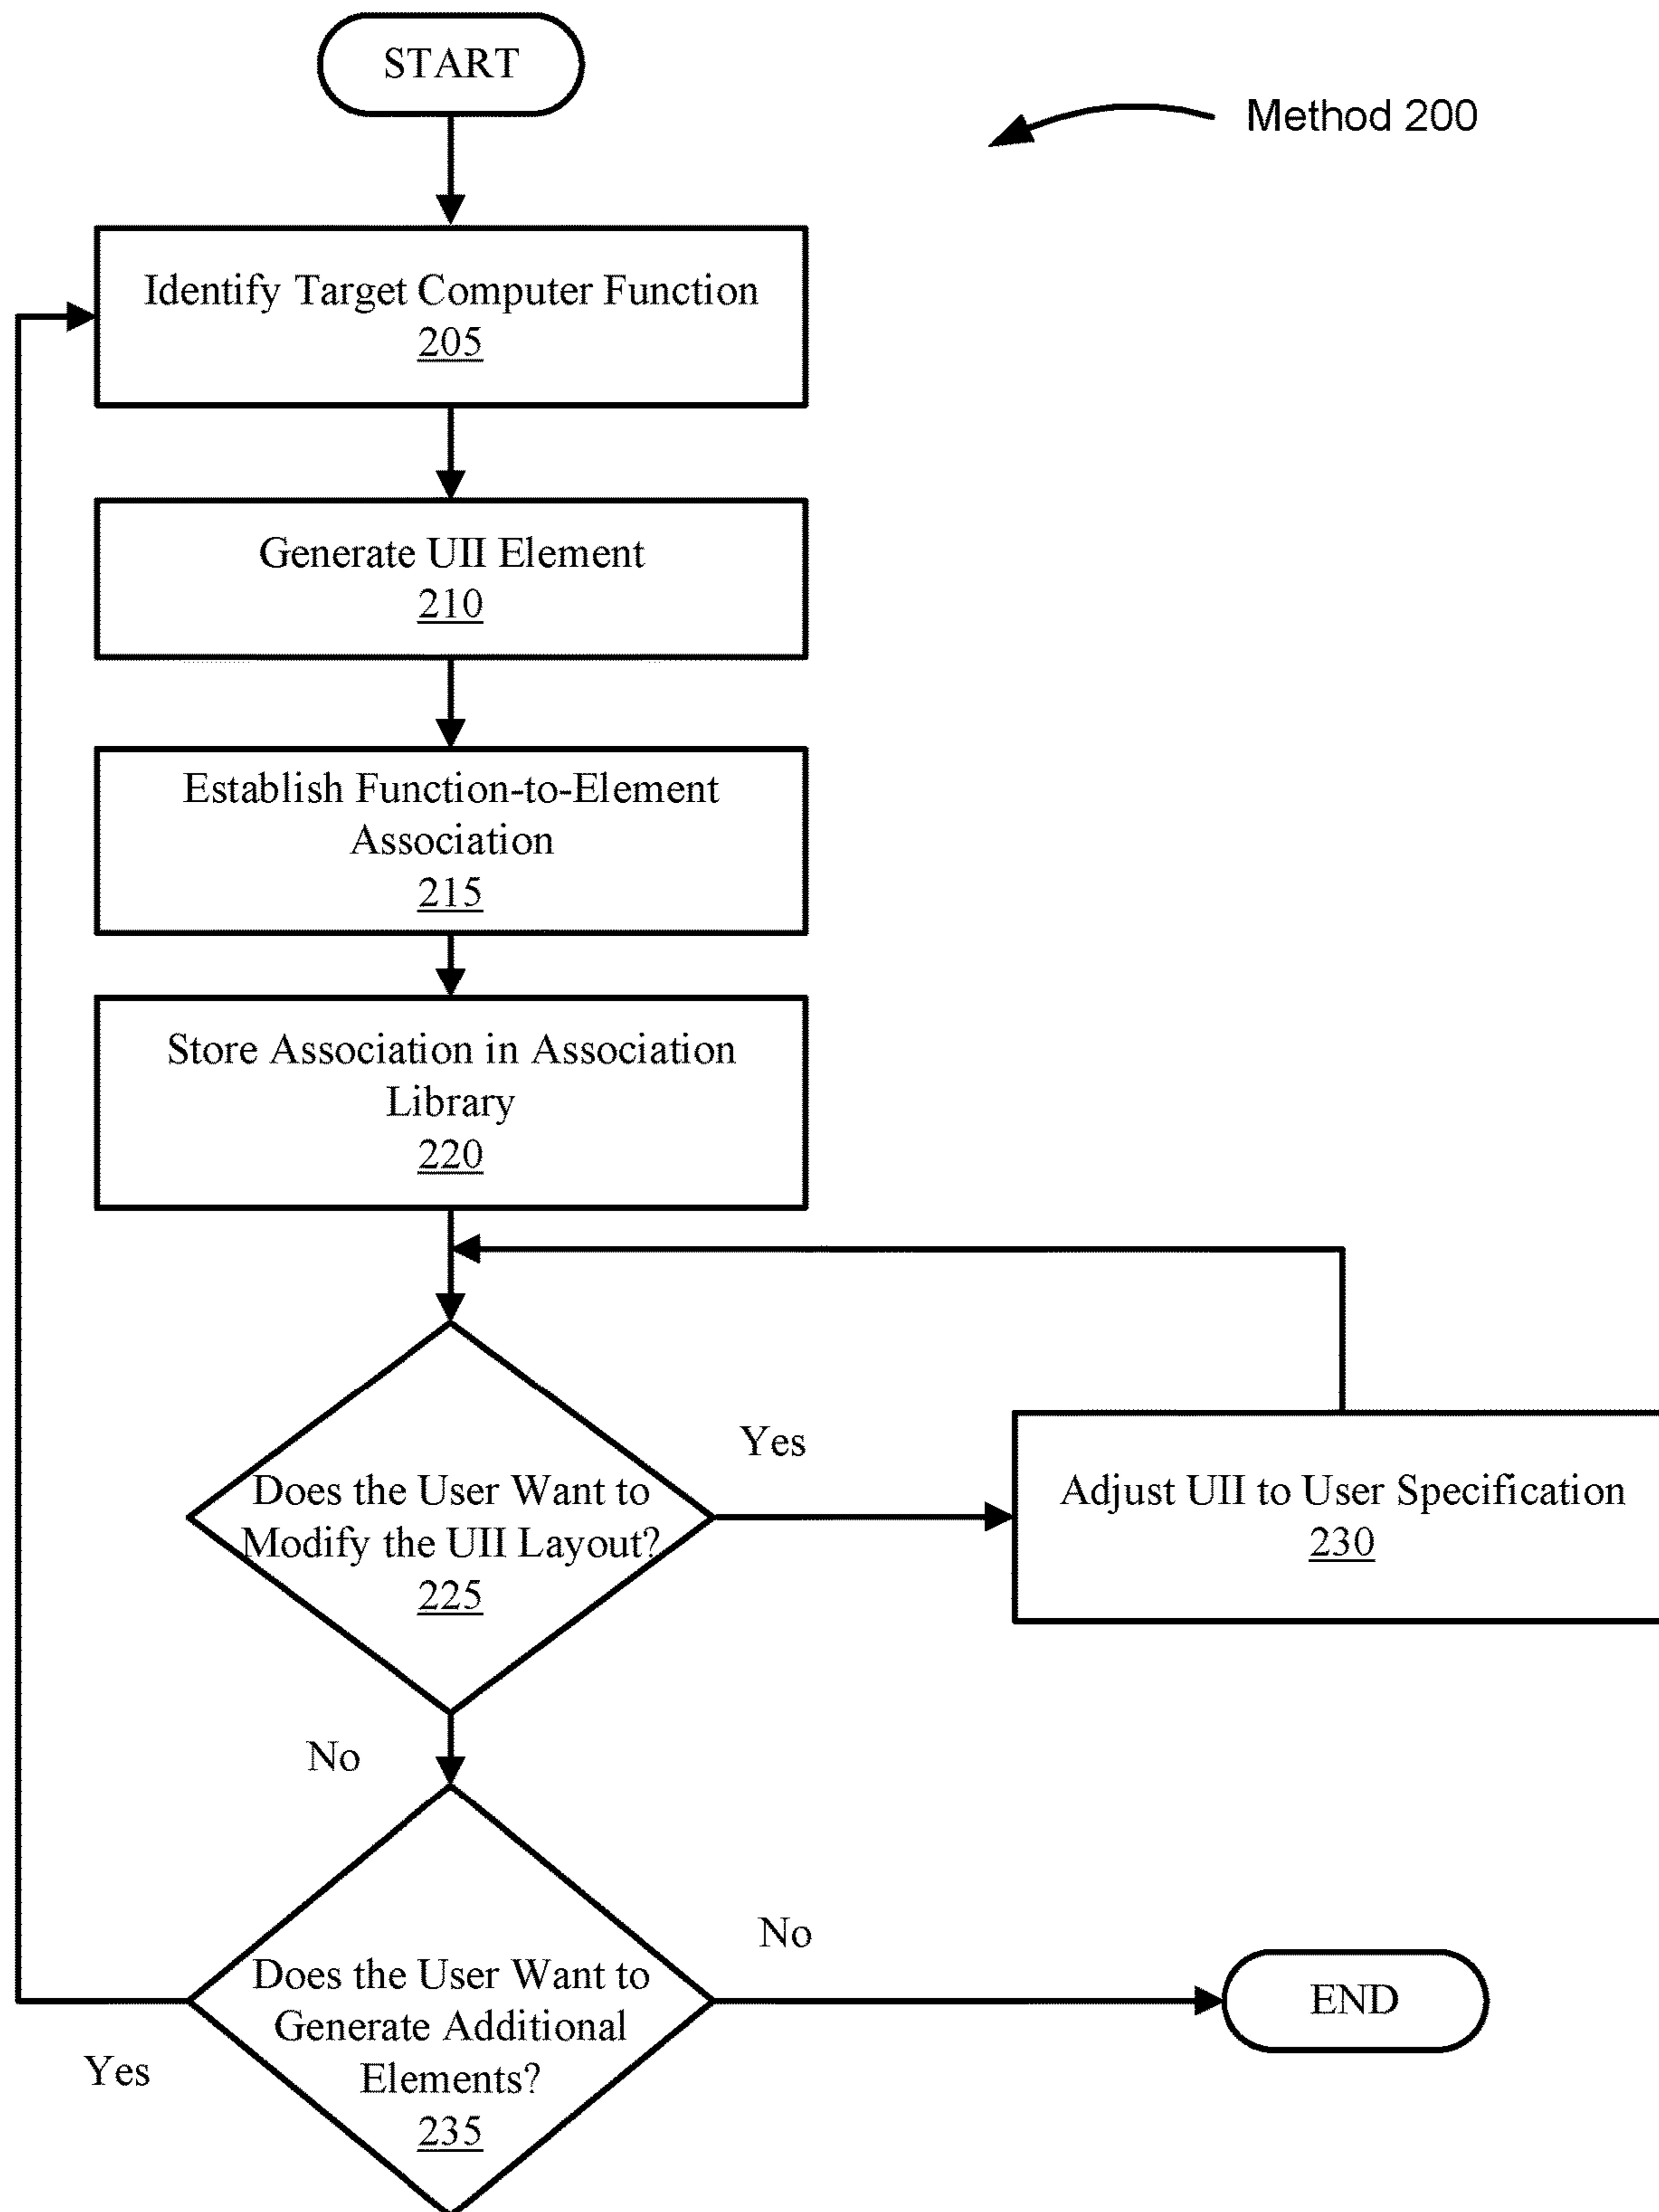 START
Method 200
Identify Target Computer Function
205
Generate UII Element
210
Establish Function-to-Element
Association
215
Store Association in Association
Library
220
Does the User Want to
Modify the UII Layout?
225
Yes
Adjust UII to User Specification
230
No
Does the User Want to
Generate Additional
Elements?
235
No
END
Yes